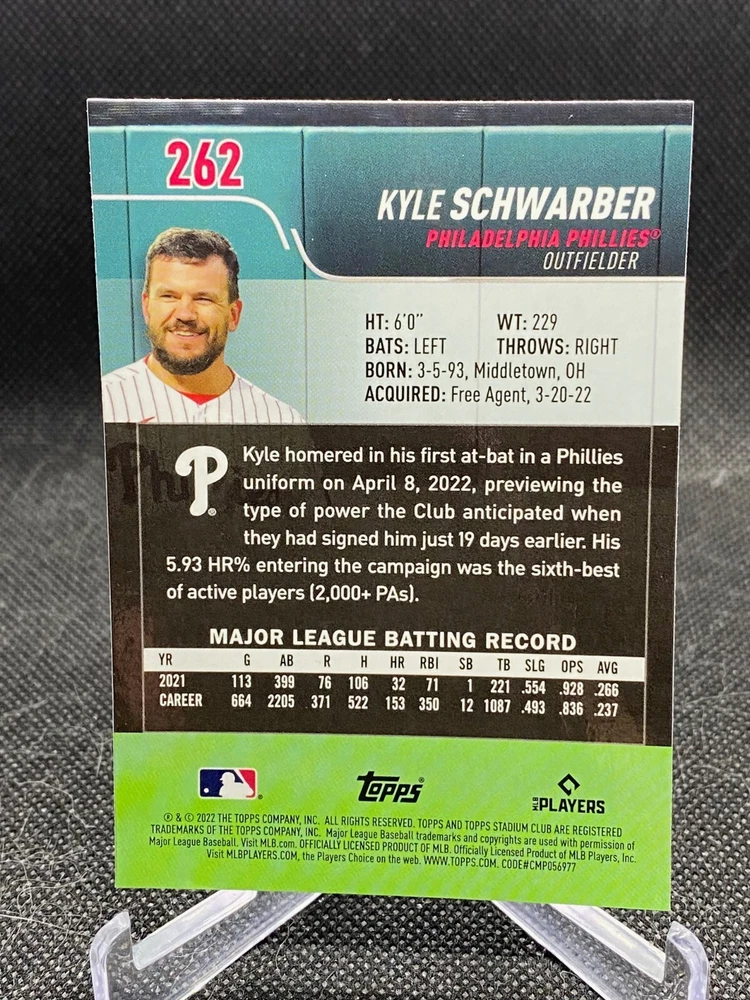 262
KYLE SCHWARBER
PHILADELPHIA PHILLIES®
OUTFIELDER
HT: 6'0" WT: 229
BATS: LEFT THROWS: RIGHT
BORN: 3-5-93, Middletown, OH
ACQUIRED: Free Agent, 3-20-22
Phillies
P®
Kyle homered in his first at-bat in a Phillies
uniform on April 8, 2022, previewing the
type of power the Club anticipated when
they had signed him just 19 days earlier. His
5.93 HR% entering the campaign was the sixth-best
of active players (2,000+ PAs).
MAJOR LEAGUE BATTING RECORD
YR G AB R H HR RBI SB TB SLG OPS AVG
2021 113 399 76 106 32 71 1 221 .554 .928 .266
CAREER 664 2205 371 522 153 350 12 1087 .493 .836 .237
Topps®
MLB PLAYERS
® & © 2022 THE TOPPS COMPANY, INC. ALL RIGHTS RESERVED. TOPPS AND TOPPS STADIUM CLUB ARE REGISTERED
TRADEMARKS OF THE TOPPS COMPANY, INC. Major League Baseball trademarks and copyrights are used with permission of
Major League Baseball. Visit MLB.com. OFFICIALLY LICENSED PRODUCT OF MLB. Officially Licensed Product of MLB Players, Inc.
Visit MLBPLAYERS.com, the Players Choice on the web. WWW.TOPPS.COM. CODE#CMP056977